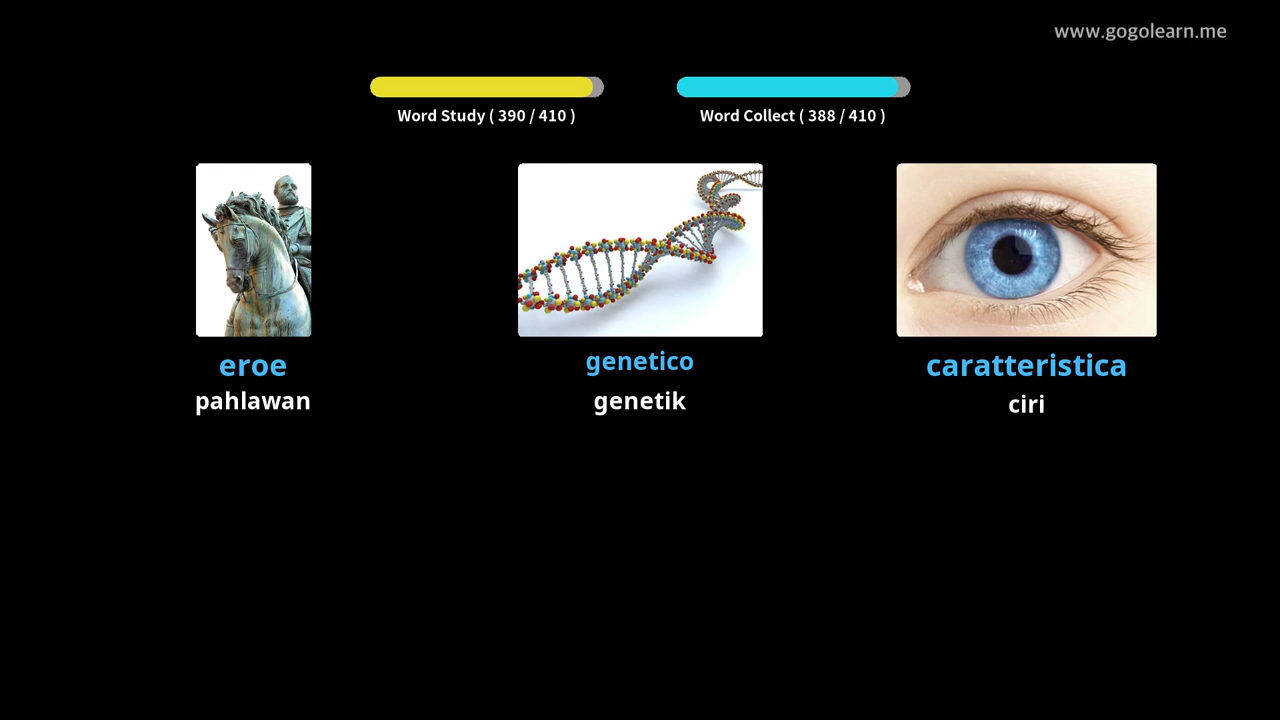 www.gogolearn.me
Word Study ( 390 / 410 )
Word Collect ( 388 / 410 )
eroe
pahlawan
genetico
genetik
caratteristica
ciri